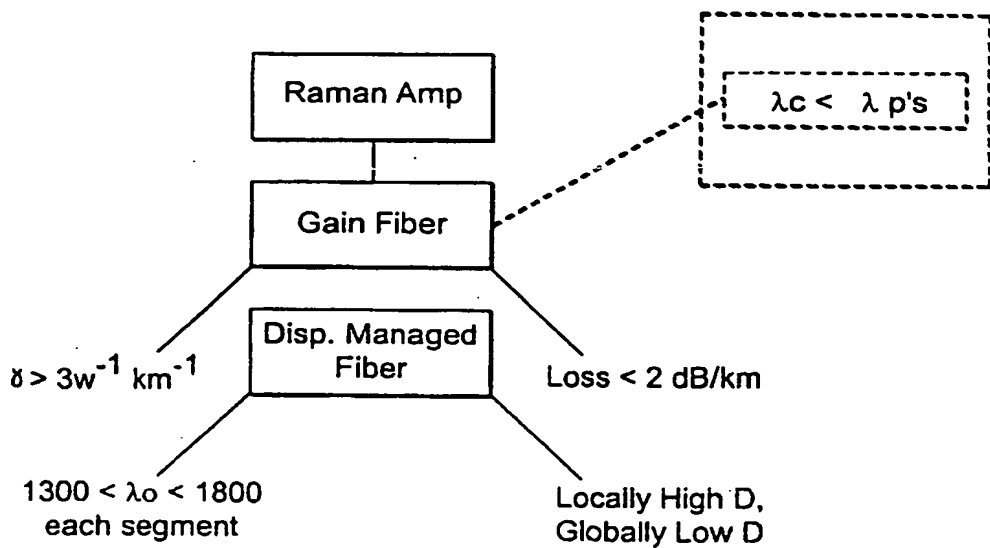 Raman Amp
λc < λ p's
Gain Fiber
Disp. Managed
Fiber
ɣ > 3w⁻¹ km⁻¹
Loss < 2 dB/km
1300 < λo < 1800
each segment
Locally High D,
Globally Low D